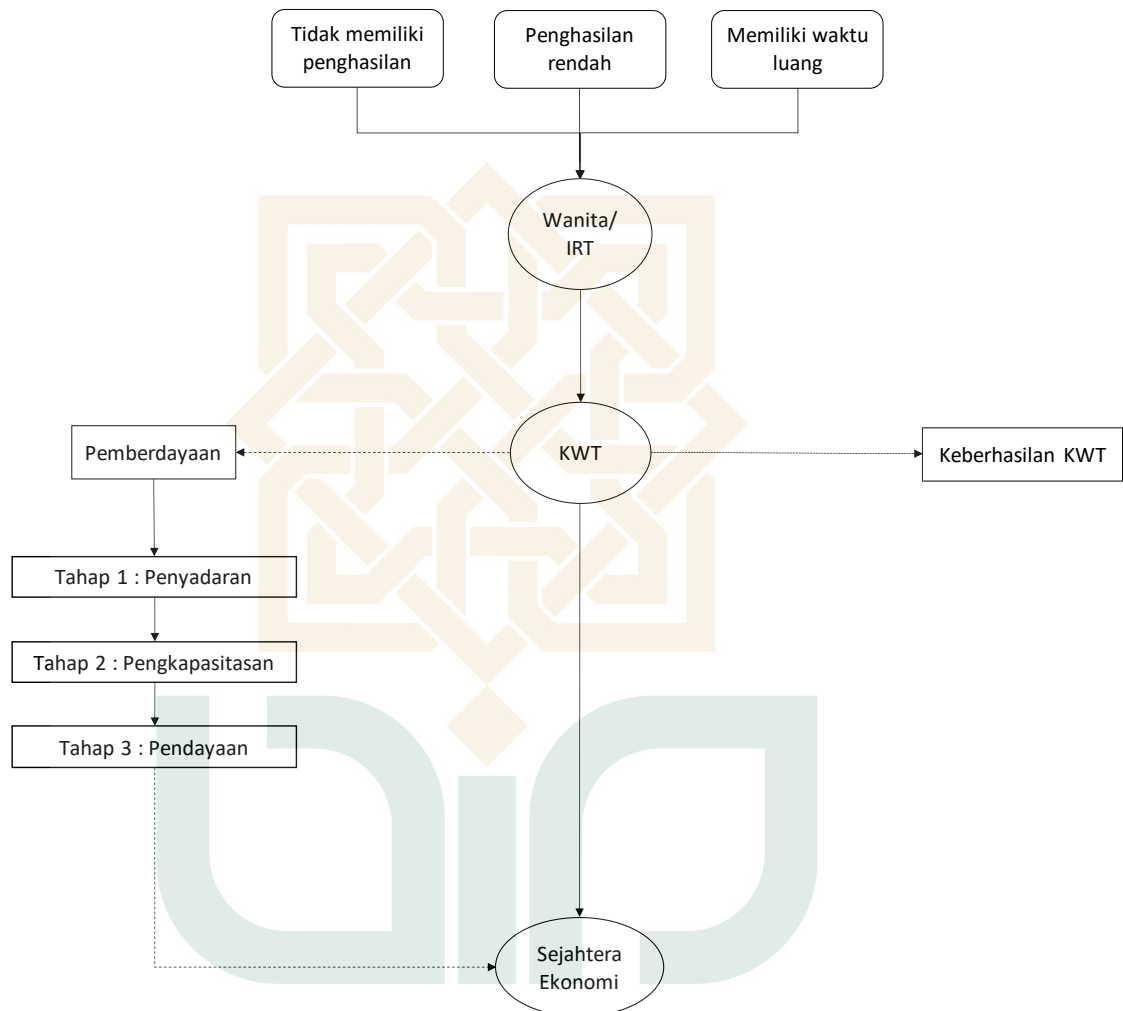 Tidak memiliki
penghasilan
Penghasilan
rendah
Memiliki waktu
luang
Wanita/
IRT
Pemberdayaan
KWT
Keberhasilan KWT
Tahap 1 : Penyadaran
Tahap 2 : Pengkapasitasan
Tahap 3 : Pendayaan
Sejahtera
Ekonomi